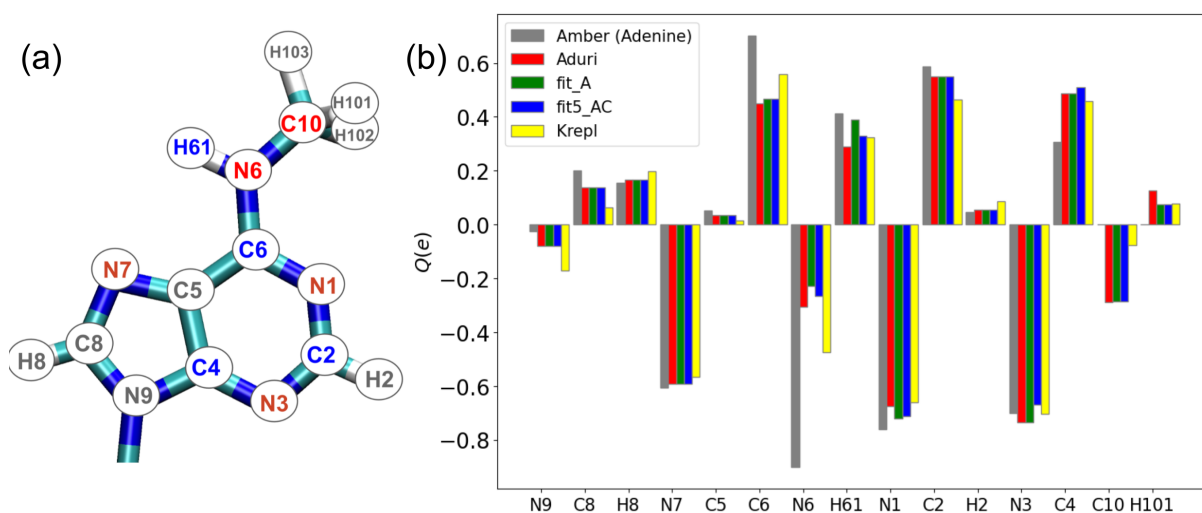 (a)
H103
H101
C10
H102
H61
N6
C6
N7
N1
C5
C8
C2
H8
C4
H2
N9
N3
(b)
Amber (Adenine)
Aduri
fit_A
fit5_AC
Krepl
Q(e)
0.6
0.4
0.2
0.0
−0.2
−0.4
−0.6
−0.8
N9 C8 H8 N7 C5 C6 N6 H61 N1 C2 H2 N3 C4 C10 H101